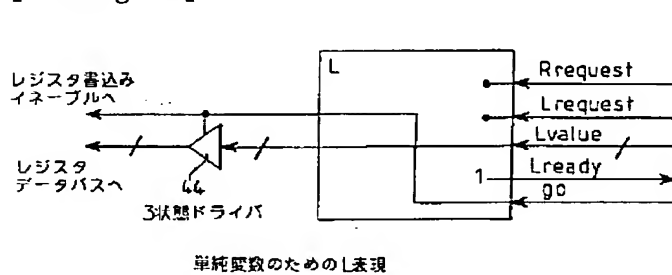 レジスタ書込み
イネーブルへ
レジスタ
データバスへ
44
3状態ドライバ
L
Rrequest
Lrequest
Lvalue
1
Lready
go
単純変数のためのL表現